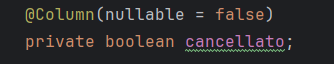 @Column(nullable = false)
private boolean cancellato;